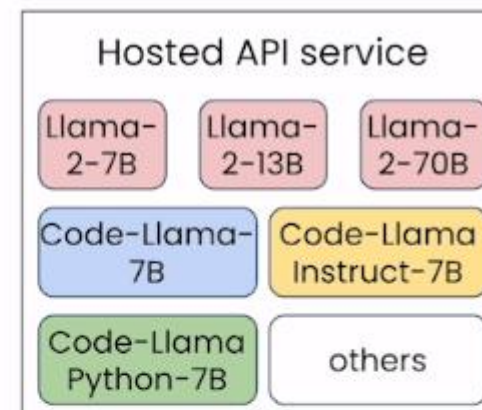 Hosted API service
Llama-
2-7B
Llama-
2-13B
Llama-
2-70B
Code-Llama-
7B
Code-Llama
Instruct-7B
Code-Llama
Python-7B
others